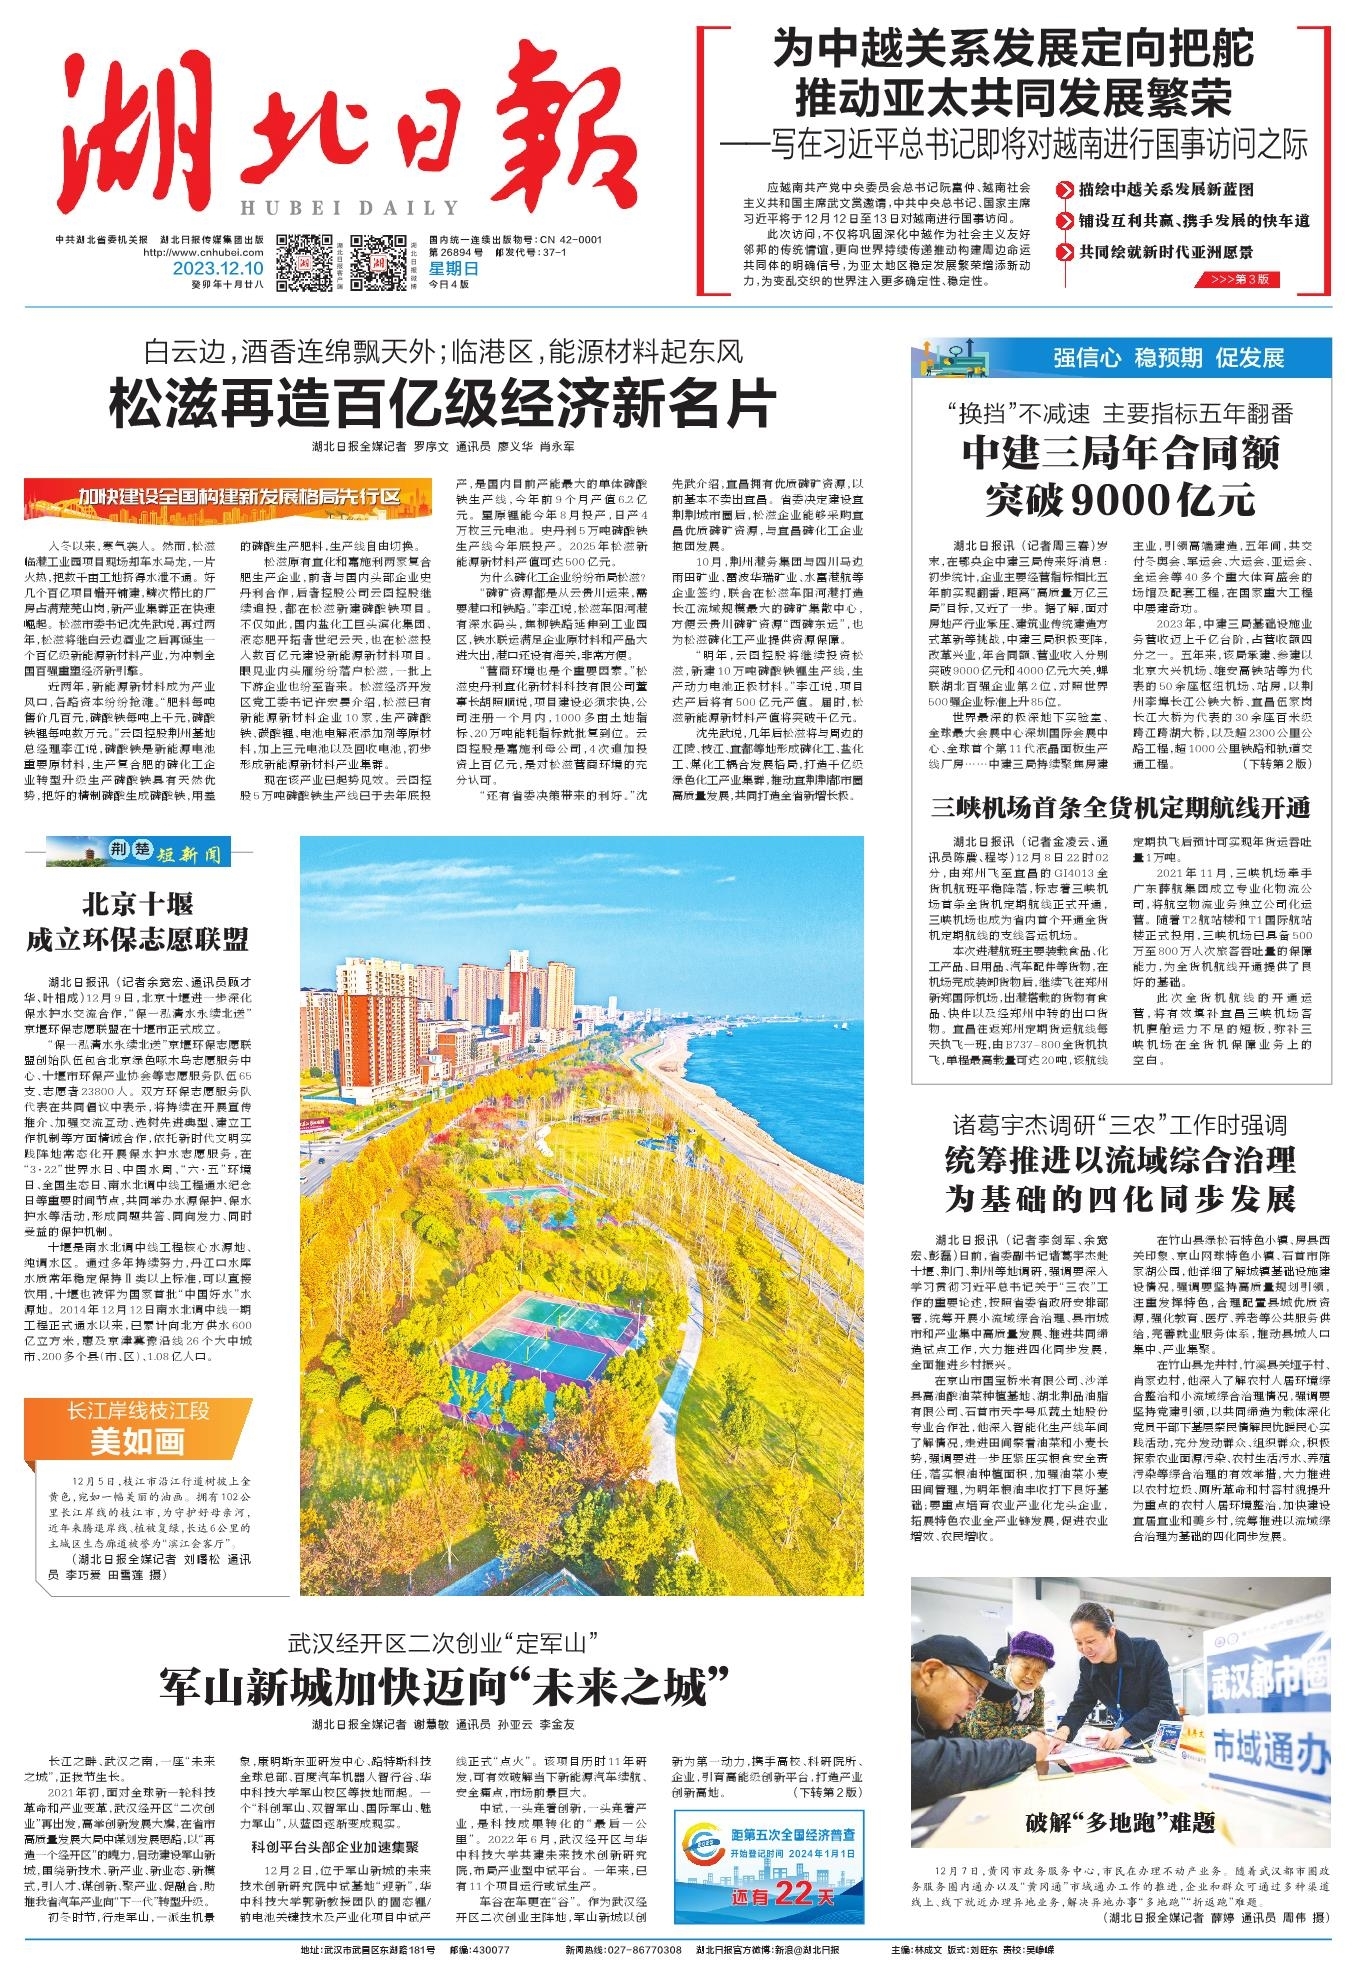 湖北日報
HUBEI DAILY
中共湖北省委机关报 湖北日报传媒集团出版
http://www.cnhubei.com
2023.12.10
癸卯年十月廿八
湖北日报客户端
湖北日报微博
国内统一连续出版物号:CN 42-0001
第26894号 邮发代号:37-1
星期日
今日4版
为中越关系发展定向把舵
推动亚太共同发展繁荣
——写在习近平总书记即将对越南进行国事访问之际
应越南共产党中央委员会总书记阮富仲、越南社会
主义共和国主席武文赏邀请,中共中央总书记、国家主席
习近平将于12月12日至13日对越南进行国事访问。
此次访问,不仅将巩固深化中越作为社会主义友好
邻邦的传统情谊,更向世界持续传递推动构建周边命运
共同体的明确信号,为亚太地区稳定发展繁荣增添新动
力,为变乱交织的世界注入更多确定性、稳定性。
描绘中越关系发展新蓝图
铺设互利共赢、携手发展的快车道
共同绘就新时代亚洲愿景
>>>第3版
白云边,酒香连绵飘天外;临港区,能源材料起东风
松滋再造百亿级经济新名片
湖北日报全媒记者 罗序文 通讯员 廖义华 肖永军
加快建设全国构建新发展格局先行区
入冬以来,寒气袭人。然而,松滋
临港工业园项目现场却车水马龙,一片
火热,把数千亩工地挤得水泄不通。好
几个百亿项目错开铺建,鳞次栉比的厂
房占满荒芜山岗,新产业集群正在快速
崛起。松滋市委书记沈先武说,再过两
年,松滋将继白云边酒业之后再诞生一
个百亿级新能源新材料产业,为冲刺全
国百强重塑经济新引擎。
近两年,新能源新材料成为产业
风口,各路资本纷纷抢滩。“肥料每吨
售价几百元,磷酸铁每吨上千元,磷酸
铁锂每吨数万元。”云图控股荆州基地
总经理李江说,磷酸铁是新能源电池
重要原材料,生产复合肥的磷化工企
业转型升级生产磷酸铁具有天然优
势,把好的精制磷酸生成磷酸铁,用差
的磷酸生产肥料,生产线自由切换。
松滋原有宜化和嘉施利两家复合
肥生产企业,前者与国内头部企业史
丹利合作,后者控股公司云图控股继
续追投,都在松滋新建磷酸铁项目。
不仅如此,国内盐化工巨头滨化集团、
液态肥开拓者世纪云天,也在松滋投
入数百亿元建设新能源新材料项目。
眼见业内头雁纷纷落户松滋,一批上
下游企业也纷至沓来。松滋经济开发
区党工委书记许宏晏介绍,松滋已有
新能源新材料企业10家,生产磷酸
铁、碳酸锂、电池电解液添加剂等原材
料,加上三元电池以及回收电池,初步
形成新能源新材料产业集群。
现在该产业已起势见效。云图控
股5万吨磷酸铁生产线已于去年底投
产,是国内目前产能最大的单体磷酸
铁生产线,今年前9个月产值6.2亿
元。星原锂能今年8月投产,日产4
万枚三元电池。史丹利5万吨磷酸铁
生产线今年底投产。2025年松滋新
能源新材料产值可达500亿元。
为什么磷化工企业纷纷布局松滋?
“磷矿资源都是从云贵川运来,需
要港口和铁路。”李江说,松滋车阳河港
有深水码头,焦柳铁路延伸到工业园
区,铁水联运满足企业原材料和产品大
进大出,港口还设有海关,非常方便。
“营商环境也是个重要因素。”松
滋史丹利宜化新材料科技有限公司董
事长胡照顺说,项目建设必须求快,公
司注册一个月内,1000多亩土地指
标、20万吨能耗指标就批复到位。云
图控股是嘉施利母公司,4次追加投
资上百亿元,是对松滋营商环境的充
分认可。
“还有省委决策带来的利好。”沈
先武介绍,宜昌拥有优质磷矿资源,以
前基本不卖出宜昌。省委决定建设宜
荆荆城市圈后,松滋企业能够采购宜
昌优质磷矿资源,与宜昌磷化工企业
抱团发展。
10月,荆州港务集团与四川马边
雨田矿业、雷波华瑞矿业、水富港航等
企业签约,联合在松滋车阳河港打造
长江流域规模最大的磷矿集散中心,
方便云贵川磷矿资源“西磷东运”,也
为松滋磷化工产业提供资源保障。
“明年,云图控股将继续投资松
滋,新建10万吨磷酸铁锂生产线,生
产动力电池正极材料。”李江说,项目
达产后将有500亿元产值。届时,松
滋新能源新材料产值将突破千亿元。
沈先武说,几年后松滋将与周边的
江陵、枝江、宜都等地形成磷化工、盐化
工、煤化工耦合发展格局,打造千亿级
绿色化工产业集群,推动宜荆荆都市圈
高质量发展,共同打造全省新增长极。
强信心 稳预期 促发展
“换挡”不减速 主要指标五年翻番
中建三局年合同额
突破9000亿元
湖北日报讯(记者周三春)岁
末,在鄂央企中建三局传来好消息:
初步统计,企业主要经营指标相比五
年前实现翻番,距离“高质量万亿三
局”目标,又近了一步。据了解,面对
房地产行业承压、建筑业传统建造方
式革新等挑战,中建三局积极变阵,
改革兴业,年合同额、营业收入分别
突破9000亿元和4000亿元大关,蝉
联湖北百强企业第2位,对照世界
500强企业标准上升85位。
世界最深的极深地下实验室、
全球最大会展中心深圳国际会展中
心、全球首个第11代液晶面板生产
线厂房……中建三局持续聚焦房建
主业,引领高端建造,五年间,共交
付冬奥会、军运会、大运会、亚运会、
全运会等40多个重大体育盛会的
场馆及配套工程,在国家重大工程
中屡建奇功。
2023年,中建三局基础设施业
务营收迈上千亿台阶,占营收额四
分之一。五年来,该局承建、参建以
北京大兴机场、雄安高铁站等为代
表的50余座枢纽机场、站房,以荆
州李埠长江公铁大桥、宜昌伍家岗
长江大桥为代表的30余座百米级
跨江跨湖大桥,以及超2300公里公
路工程,超1000公里铁路和轨道交
通工程。 (下转第2版)
三峡机场首条全货机定期航线开通
湖北日报讯(记者金凌云、通
讯员陈震、程岑)12月8日22时02
分,由郑州飞至宜昌的GI4013全
货机航班平稳降落,标志着三峡机
场首条全货机定期航线正式开通,
三峡机场也成为省内首个开通全货
机定期航线的支线客运机场。
本次进港航班主要装载食品、化
工产品、日用品、汽车配件等货物,在
机场完成装卸货物后,继续飞往郑州
新郑国际机场,出港搭载的货物有食
品、快件以及经郑州中转的出口货
物。宜昌往返郑州定期货运航线每
天执飞一班,由B737-800全货机执
飞,单程最高载量可达20吨,该航线
定期执飞后预计可实现年货运吞吐
量1万吨。
2021年11月,三峡机场牵手
广东薛航集团成立专业化物流公
司,将航空物流业务独立公司化运
营。随着T2航站楼和T1国际航站
楼正式投用,三峡机场已具备500
万至800万人次旅客吞吐量的保障
能力,为全货机航线开通提供了良
好的基础。
此次全货机航线的开通运
营,将有效填补宜昌三峡机场客
机腹舱运力不足的短板,弥补三
峡机场在全货机保障业务上的
空白。
荆楚短新闻
北京十堰
成立环保志愿联盟
湖北日报讯(记者余宽宏、通讯员顾才
华、叶相成)12月9日,北京十堰进一步深化
保水护水交流合作,“保一泓清水永续北送”
京堰环保志愿联盟在十堰市正式成立。
“保一泓清水永续北送”京堰环保志愿联
盟创始队伍包含北京绿色啄木鸟志愿服务中
心、十堰市环保产业协会等志愿服务队伍65
支、志愿者23800人。双方环保志愿服务队
代表在共同倡议中表示,将持续在开展宣传
推介、加强交流互动、选树先进典型、建立工
作机制等方面精诚合作,依托新时代文明实
践阵地常态化开展保水护水志愿服务,在
“3·22”世界水日、中国水周,“六·五”环境
日、全国生态日、南水北调中线工程通水纪念
日等重要时间节点,共同举办水源保护、保水
护水等活动,形成同题共答、同向发力、同时
受益的保护机制。
十堰是南水北调中线工程核心水源地、
纯调水区。通过多年持续努力,丹江口水库
水质常年稳定保持Ⅱ类以上标准,可以直接
饮用,十堰也被评为国家首批“中国好水”水
源地。2014年12月12日南水北调中线一期
工程正式通水以来,已累计向北方供水600
亿立方米,惠及京津冀豫沿线26个大中城
市、200多个县(市、区)、1.08亿人口。
长江岸线枝江段
美如画
12月5日,枝江市沿江行道树披上金
黄色,宛如一幅美丽的油画。拥有102公
里长江岸线的枝江市,为守护好母亲河,
近年来腾退岸线、植被复绿,长达6公里的
主城区生态廊道被誉为“滨江会客厅”。
(湖北日报全媒记者 刘曙松 通讯
员 李巧爱 田雪莲 摄)
诸葛宇杰调研“三农”工作时强调
统筹推进以流域综合治理
为基础的四化同步发展
湖北日报讯(记者李剑军、余宽
宏、彭磊)日前,省委副书记诸葛宇杰赴
十堰、荆门、荆州等地调研,强调要深入
学习贯彻习近平总书记关于“三农”工
作的重要论述,按照省委省政府安排部
署,统筹开展小流域综合治理、县市城
市和产业集中高质量发展、推进共同缔
造试点工作,大力推进四化同步发展,
全面推进乡村振兴。
在京山市国宝桥米有限公司、沙洋
县高油酸油菜种植基地、湖北荆品油脂
有限公司、石首市天字号瓜蔬土地股份
专业合作社,他深入智能化生产线车间
了解情况,走进田间察看油菜和小麦长
势,强调要进一步压紧压实粮食安全责
任,落实粮油种植面积,加强油菜小麦
田间管理,为明年粮油丰收打下良好基
础;要重点培育农业产业化龙头企业,
拓展特色农业全产业链发展,促进农业
增效、农民增收。
在竹山县绿松石特色小镇、房县西
关印象、京山网球特色小镇、石首市陈
家湖公园,他详细了解城镇基础设施建
设情况,强调要坚持高质量规划引领,
注重发挥特色,合理配置县域优质资
源,强化教育、医疗、养老等公共服务供
给,完善就业服务体系,推动县域人口
集中、产业集聚。
在竹山县龙井村,竹溪县关垭子村、
肖家边村,他深入了解农村人居环境综
合整治和小流域综合治理情况,强调要
坚持党建引领,以共同缔造为载体深化
党员干部下基层察民情解民忧暖民心实
践活动,充分发动群众、组织群众,积极
探索农业面源污染、农村生活污水、养殖
污染等综合治理的有效举措,大力推进
以农村垃圾、厕所革命和村容村貌提升
为重点的农村人居环境整治,加快建设
宜居宜业和美乡村,统筹推进以流域综
合治理为基础的四化同步发展。
武汉经开区二次创业“定军山”
军山新城加快迈向“未来之城”
湖北日报全媒记者 谢慧敏 通讯员 孙亚云 李金友
长江之畔、武汉之南,一座“未来
之城”,正拔节生长。
2021年初,面对全球新一轮科技
革命和产业变革,武汉经开区“二次创
业”再出发,高举创新发展大旗,在省市
高质量发展大局中谋划发展思路,以“再
造一个经开区”的魄力,启动建设军山新
城,围绕新技术、新产业、新业态、新模
式,引人才、谋创新、聚产业、促融合,助
推我省汽车产业向“下一代”转型升级。
初冬时节,行走军山,一派生机景
象,康明斯东亚研发中心、路特斯科技
全球总部、百度汽车机器人智行谷、华
中科技大学军山校区等拔地而起。一
个“科创军山、双智军山、国际军山、魅
力军山”,从蓝图逐渐变成现实。
科创平台头部企业加速集聚
12月2日,位于军山新城的未来
技术创新研究院中试基地“迎新”,华
中科技大学郭新教授团队的固态锂/
钠电池关键技术及产业化项目中试产
线正式“点火”。该项目历时11年研
发,可有效破解当下新能源汽车续航、
安全痛点,市场前景巨大。
中试,一头连着创新,一头连着产
业,是科技成果转化的“最后一公
里”。2022年6月,武汉经开区与华
中科技大学共建未来技术创新研究
院,布局产业型中试平台。一年来,已
有11个项目运行或试生产。
车谷在车更在“谷”。作为武汉经
开区二次创业主阵地,军山新城以创
新为第一动力,携手高校、科研院所、
企业,引育高能级创新平台,打造产业
创新高地。 (下转第2版)
距第五次全国经济普查
开始登记时间 2024年1月1日
还有22天
武汉都市圈
市域通办
破解“多地跑”难题
12月7日,黄冈市政务服务中心,市民在办理不动产业务。随着武汉都市圈政
务服务圈内通办以及“黄冈通”市域通办工作的推进,企业和群众可通过多种渠道
线上、线下就近办理异地业务,解决异地办事“多地跑”“折返跑”难题。
(湖北日报全媒记者 薛婷 通讯员 周伟 摄)
地址:武汉市武昌区东湖路181号 邮编:430077 新闻热线:027-86770308 湖北日报官方微博:新浪@湖北日报 主编:林成文 版式:刘旺东 责校:吴峥嵘